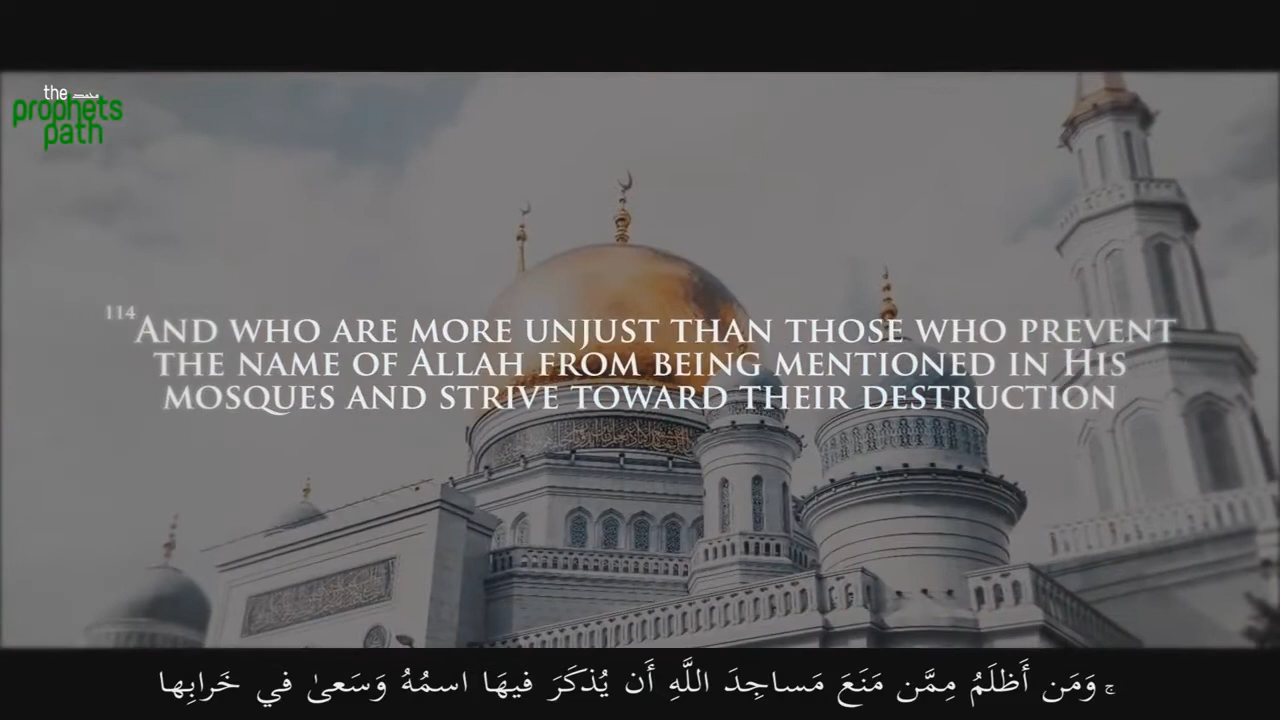 the محمد
prophets
path
114 And who are more unjust than those who prevent
the name of Allah from being mentioned in His
mosques and strive toward their destruction
وَمَن أَظلَمُ مِمَّن مَنَعَ مَساجِدَ اللَّهِ أَن يُذكَرَ فيهَا اسمُهُ وَسَعىٰ في خَرابِها ۚ